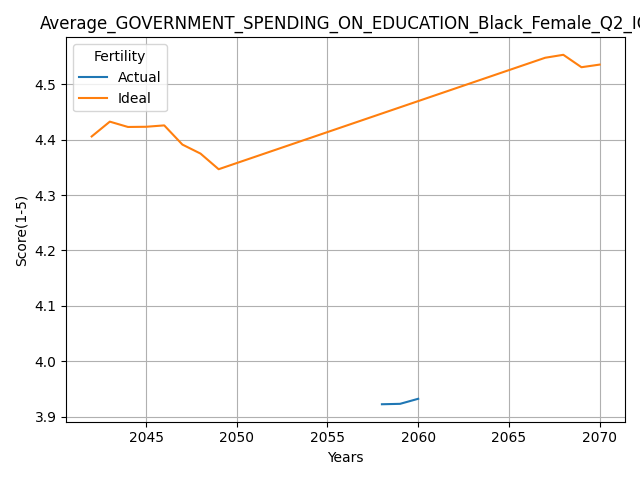 Average_GOVERNMENT_SPENDING_ON_EDUCATION_Black_Female_Q2_IC
Fertility
Actual
Ideal
Score(1-5)
4.5
4.4
4.3
4.2
4.1
4.0
3.9
2045 2050 2055 2060 2065 2070
Years